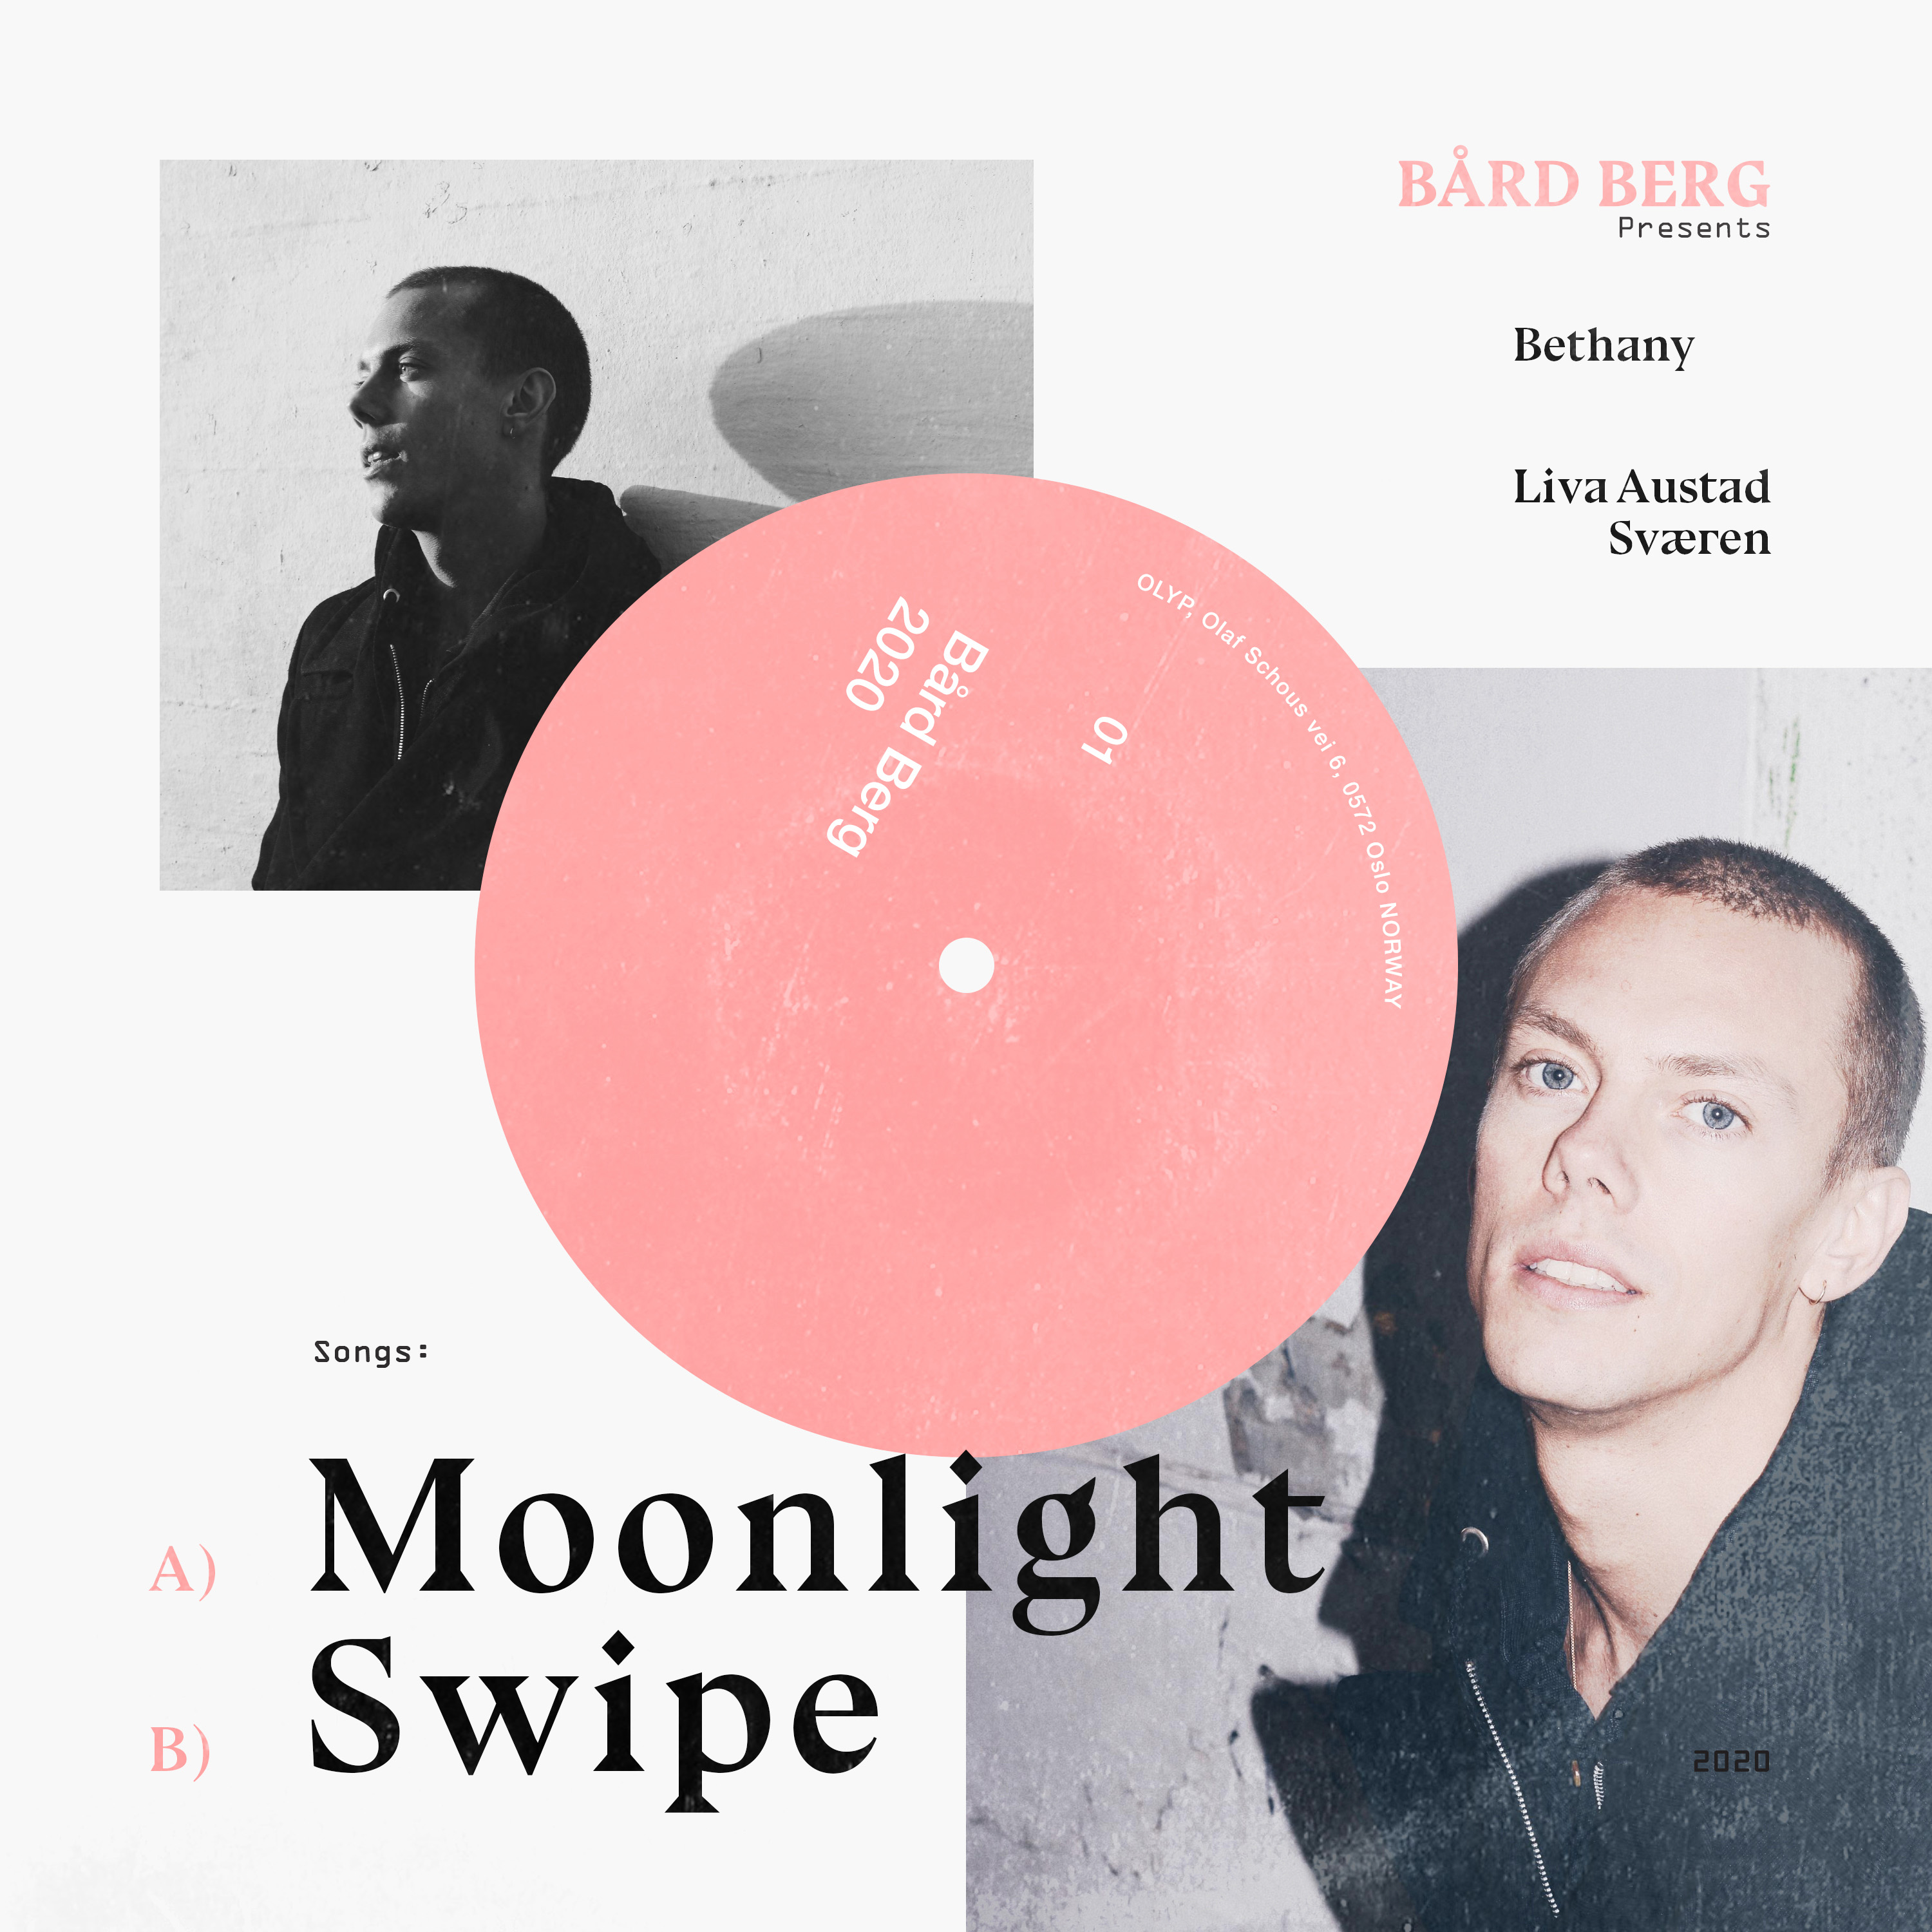 BÅRD BERG
Presents
Bethany
Liva Austad
Sværen
OLYP, Olaf Schous vei 6, 0572 Oslo NORWAY
01
Bård Berg
2020
Songs:
A) Moonlight
B) Swipe
2020